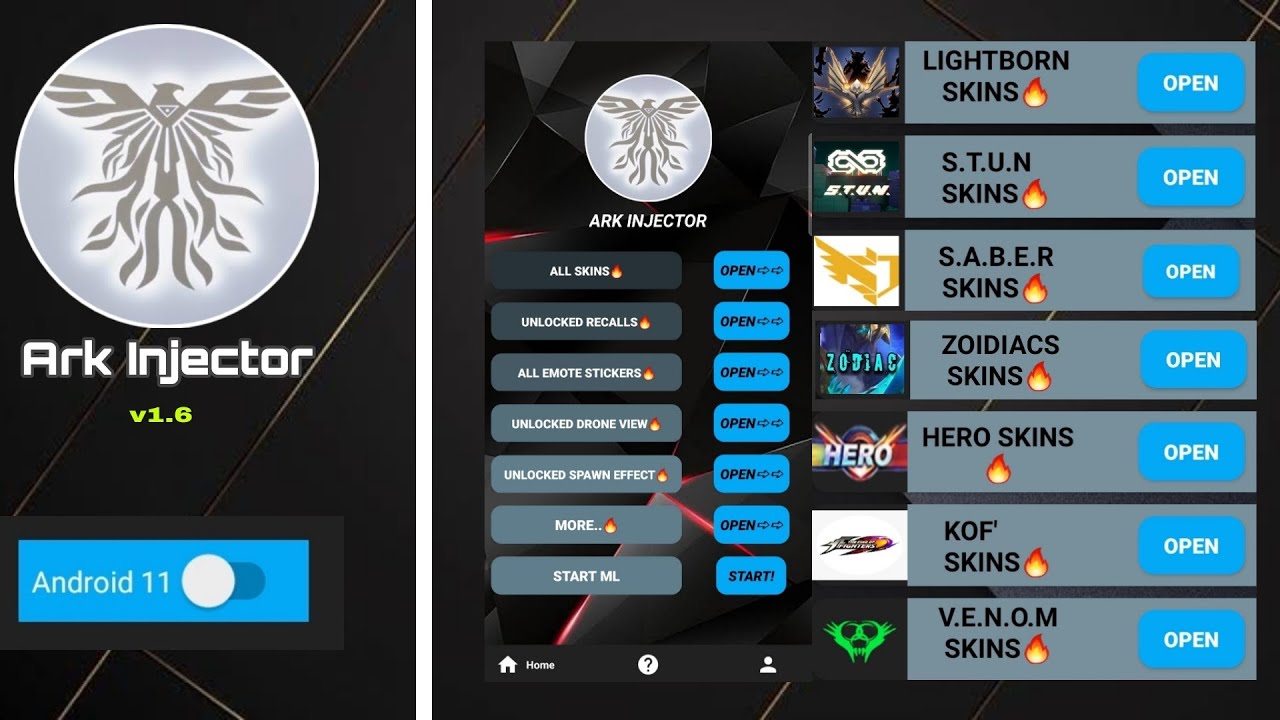 Ark Injector
v1.6
Android 11
ARK INJECTOR
ALL SKINS🔥 OPEN➪➪
UNLOCKED RECALLS🔥 OPEN➪➪
ALL EMOTE STICKERS🔥 OPEN➪➪
UNLOCKED DRONE VIEW🔥 OPEN➪➪
UNLOCKED SPAWN EFFECT🔥 OPEN➪➪
MORE..🔥 OPEN➪➪
START ML START!
Home
LIGHTBORN
SKINS🔥 OPEN
S.T.U.N.
S.T.U.N
SKINS🔥 OPEN
S.A.B.E.R
SKINS🔥 OPEN
ZODIAC
ZOIDIACS
SKINS🔥 OPEN
HERO
HERO SKINS
🔥 OPEN
FIGHTERS
KOF'
SKINS🔥 OPEN
V.E.N.O.M
SKINS🔥 OPEN